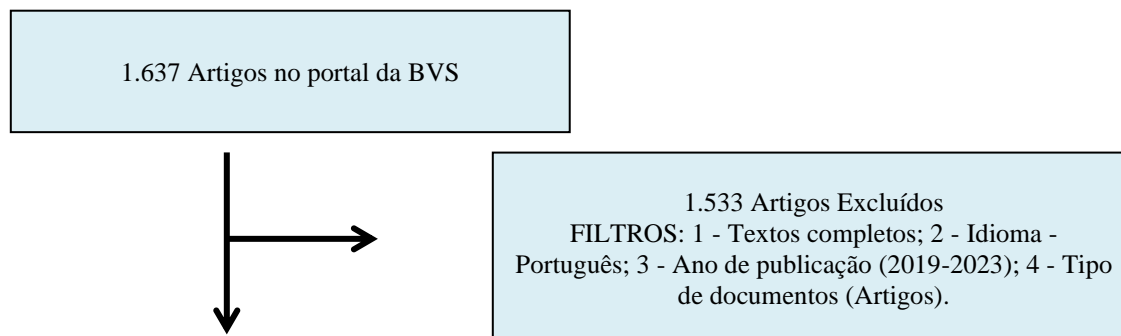 1.637 Artigos no portal da BVS
1.533 Artigos Excluídos
FILTROS: 1 - Textos completos; 2 - Idioma -
Português; 3 - Ano de publicação (2019-2023); 4 - Tipo
de documentos (Artigos).